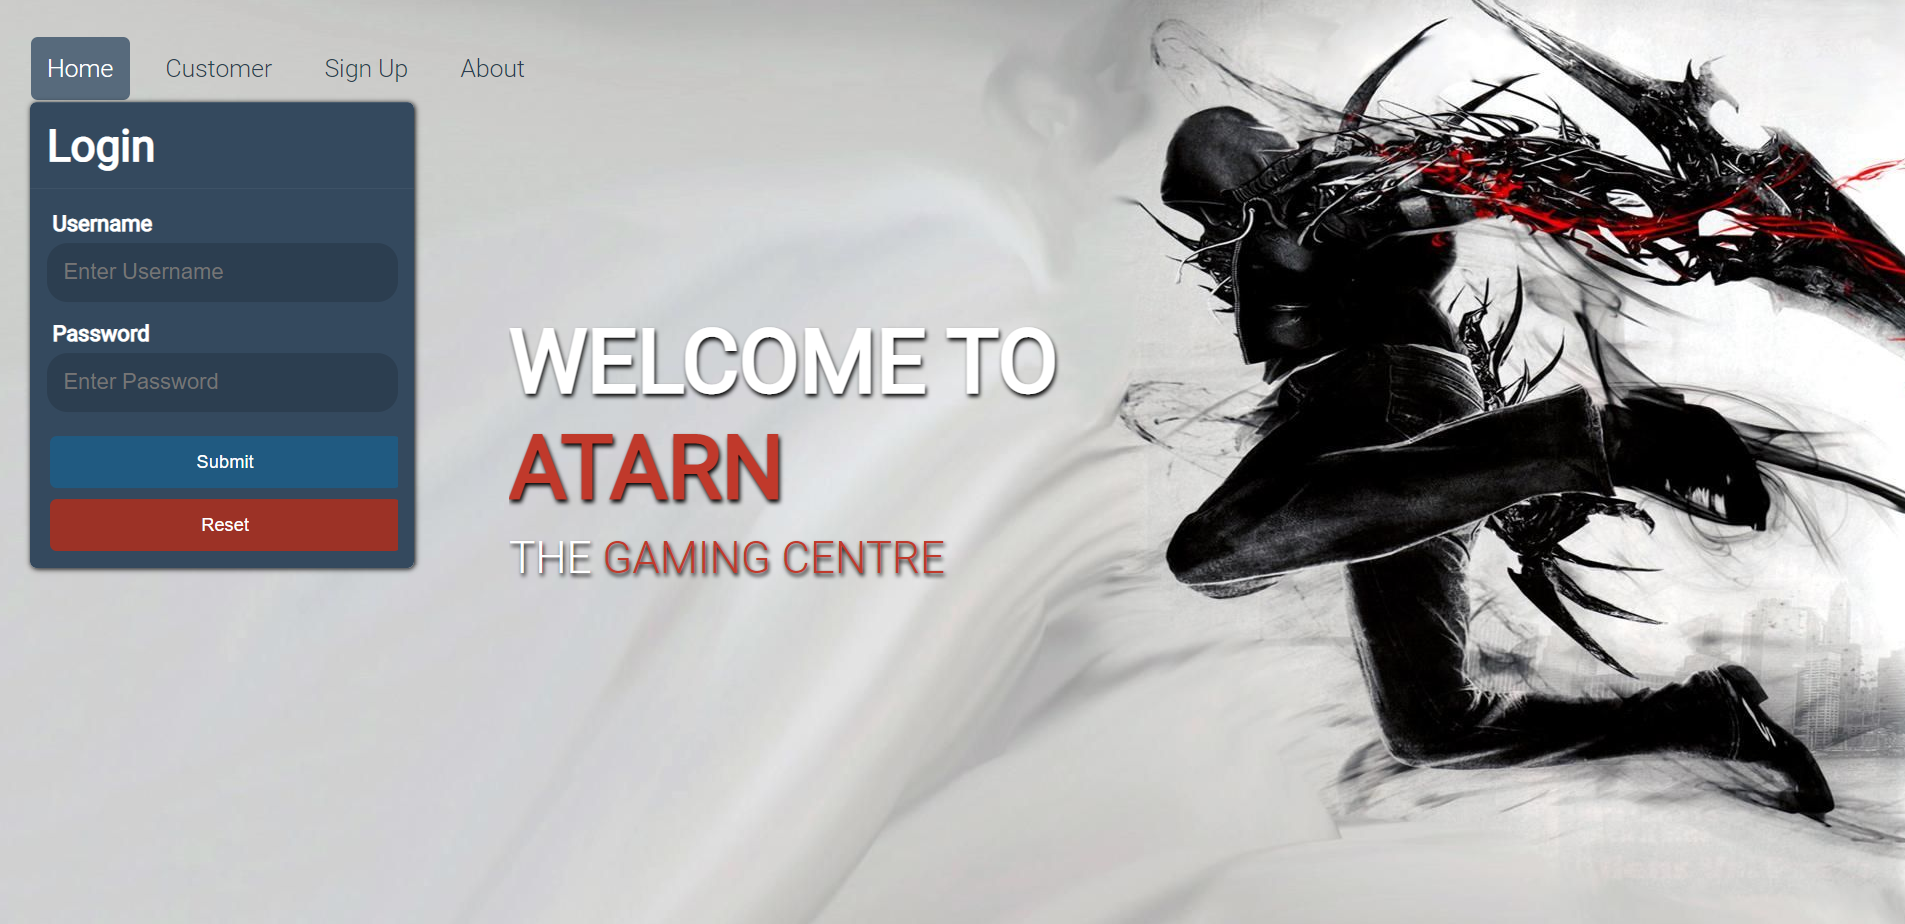 Home Customer Sign Up About
Login
Username
Enter Username
Password
Enter Password
Submit
Reset
WELCOME TO
ATARN
THE GAMING CENTRE